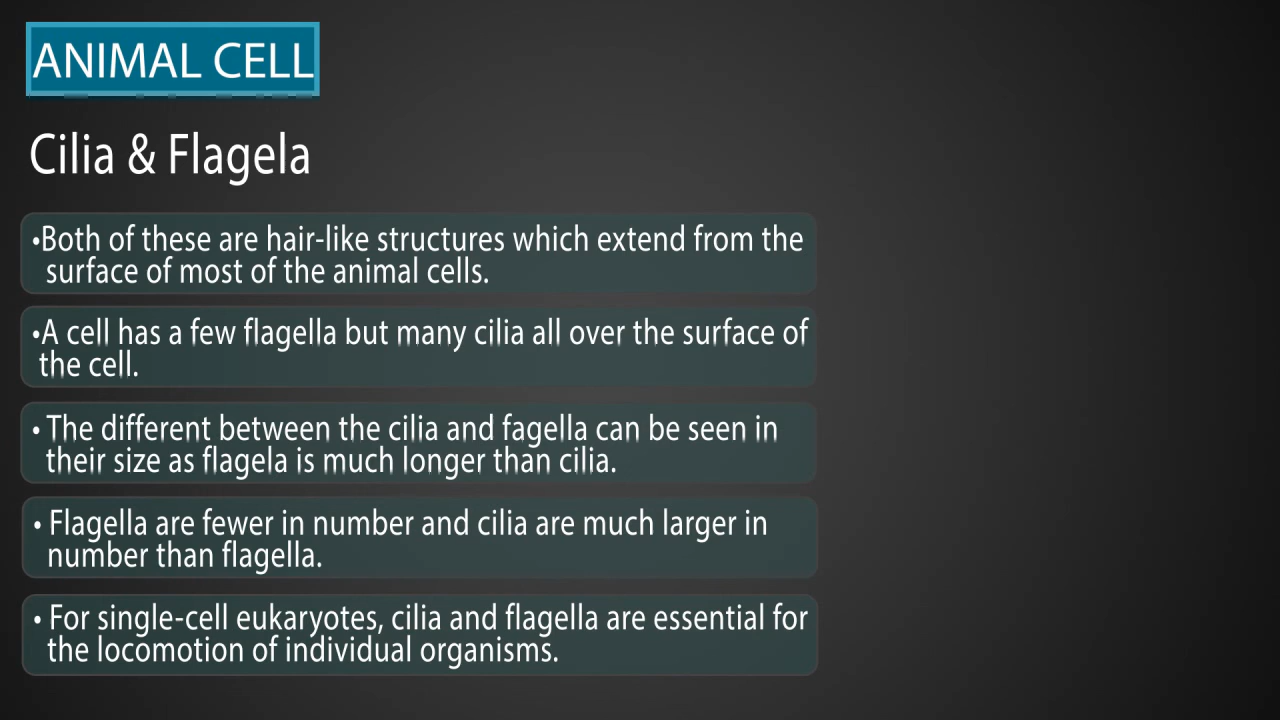 ANIMAL CELL
Cilia & Flagela
•Both of these are hair-like structures which extend from the
surface of most of the animal cells.
•A cell has a few flagella but many cilia all over the surface of
the cell.
• The different between the cilia and fagella can be seen in
their size as flagela is much longer than cilia.
• Flagella are fewer in number and cilia are much larger in
number than flagella.
• For single-cell eukaryotes, cilia and flagella are essential for
the locomotion of individual organisms.